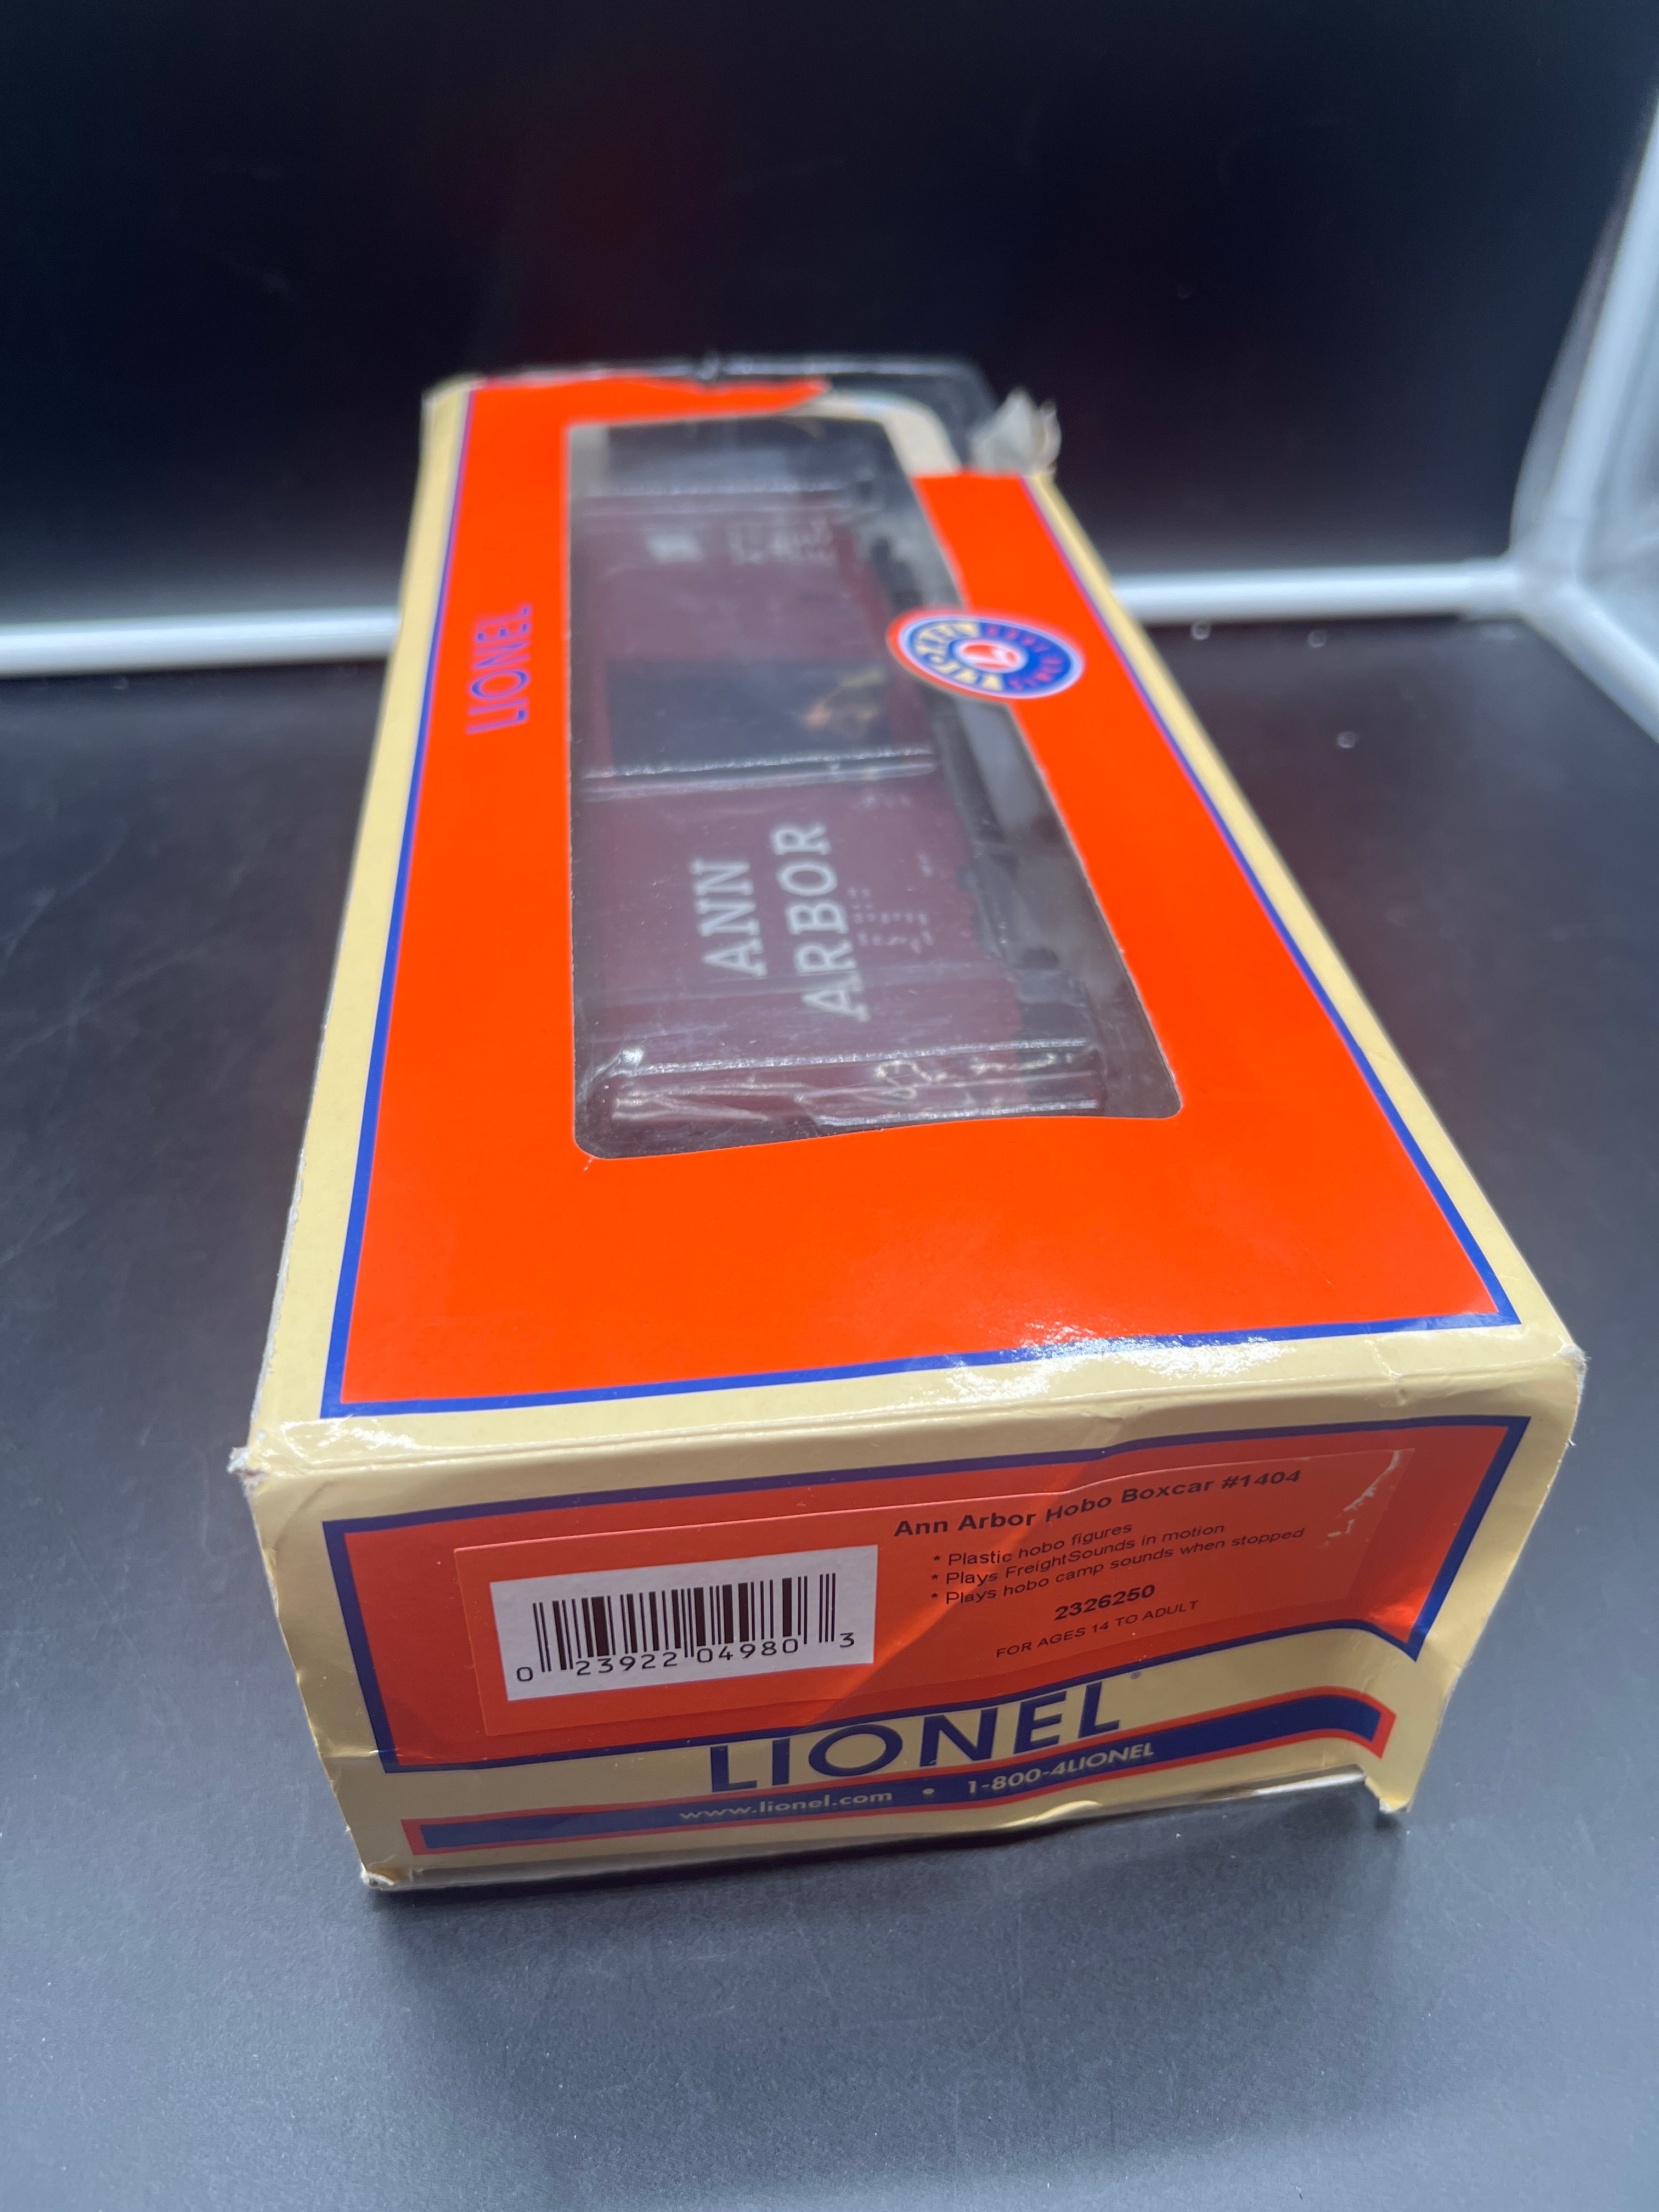 LIONEL
ANN
ARBOR
Ann Arbor Hobo Boxcar #1404
* Plastic hobo figures
* Plays FreightSounds in motion
* Plays hobo camp sounds when stopped
2326250
FOR AGES 14 TO ADULT
0 23922 04980 3
LIONEL
www.lionel.com • 1-800-4LIONEL